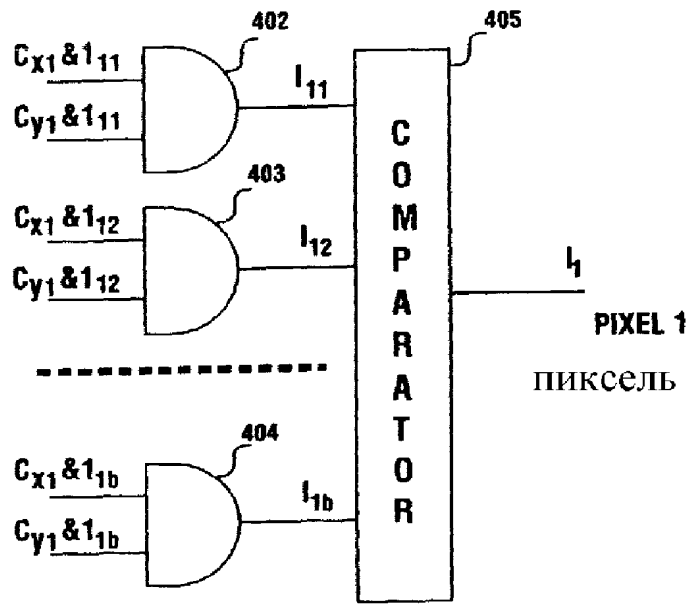 402
405
Cx1 &111
Cy1 &111
I11
403
Cx1 &112
Cy1 &112
I12
COMPARATOR
I1
PIXEL 1
пиксель
404
Cx1 &11b
Cy1 &11b
I1b